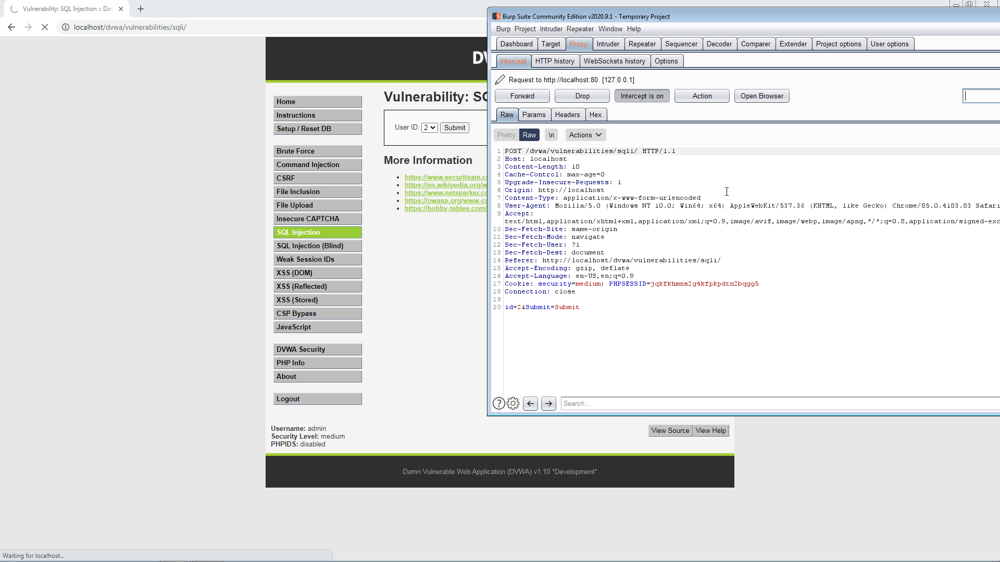 Vulnerability: SQL Injection :: Dar
localhost/dvwa/vulnerabilities/sqli/
Vulnerability: SQ
User ID: 2 Submit
More Information
https://www.securiteam.c
https://en.wikipedia.org/w
https://www.netsparker.co
https://owasp.org/www-co
https://bobby-tables.com/
Home
Instructions
Setup / Reset DB
Brute Force
Command Injection
CSRF
File Inclusion
File Upload
Insecure CAPTCHA
SQL Injection
SQL Injection (Blind)
Weak Session IDs
XSS (DOM)
XSS (Reflected)
XSS (Stored)
CSP Bypass
JavaScript
DVWA Security
PHP Info
About
Logout
Username: admin
Security Level: medium
PHPIDS: disabled
View Source View Help
Damn Vulnerable Web Application (DVWA) v1.10 *Development*
Waiting for localhost...
Burp Suite Community Edition v2020.9.1 - Temporary Project
Burp Project Intruder Repeater Window Help
Dashboard Target Proxy Intruder Repeater Sequencer Decoder Comparer Extender Project options User options
Intercept HTTP history WebSockets history Options
Request to http://localhost:80 [127.0.0.1]
Forward Drop Intercept is on Action Open Browser
Raw Params Headers Hex
Pretty Raw \n Actions
1 POST /dvwa/vulnerabilities/sqli/ HTTP/1.1
2 Host: localhost
3 Content-Length: 18
4 Cache-Control: max-age=0
5 Upgrade-Insecure-Requests: 1
6 Origin: http://localhost
7 Content-Type: application/x-www-form-urlencoded
8 User-Agent: Mozilla/5.0 (Windows NT 10.0; Win64; x64) AppleWebKit/537.36 (KHTML, like Gecko) Chrome/85.0.4183.83 Safari
9 Accept:
text/html,application/xhtml+xml,application/xml;q=0.9,image/avif,image/webp,image/apng,*/*;q=0.8,application/signed-exc
10 Sec-Fetch-Site: same-origin
11 Sec-Fetch-Mode: navigate
12 Sec-Fetch-User: ?1
13 Sec-Fetch-Dest: document
14 Referer: http://localhost/dvwa/vulnerabilities/sqli/
15 Accept-Encoding: gzip, deflate
16 Accept-Language: en-US,en;q=0.9
17 Cookie: security=medium; PHPSESSID=jqkfkhmns2g4kfpkpdtn2bqgg5
18 Connection: close
19
20 id=2&Submit=Submit
Search...